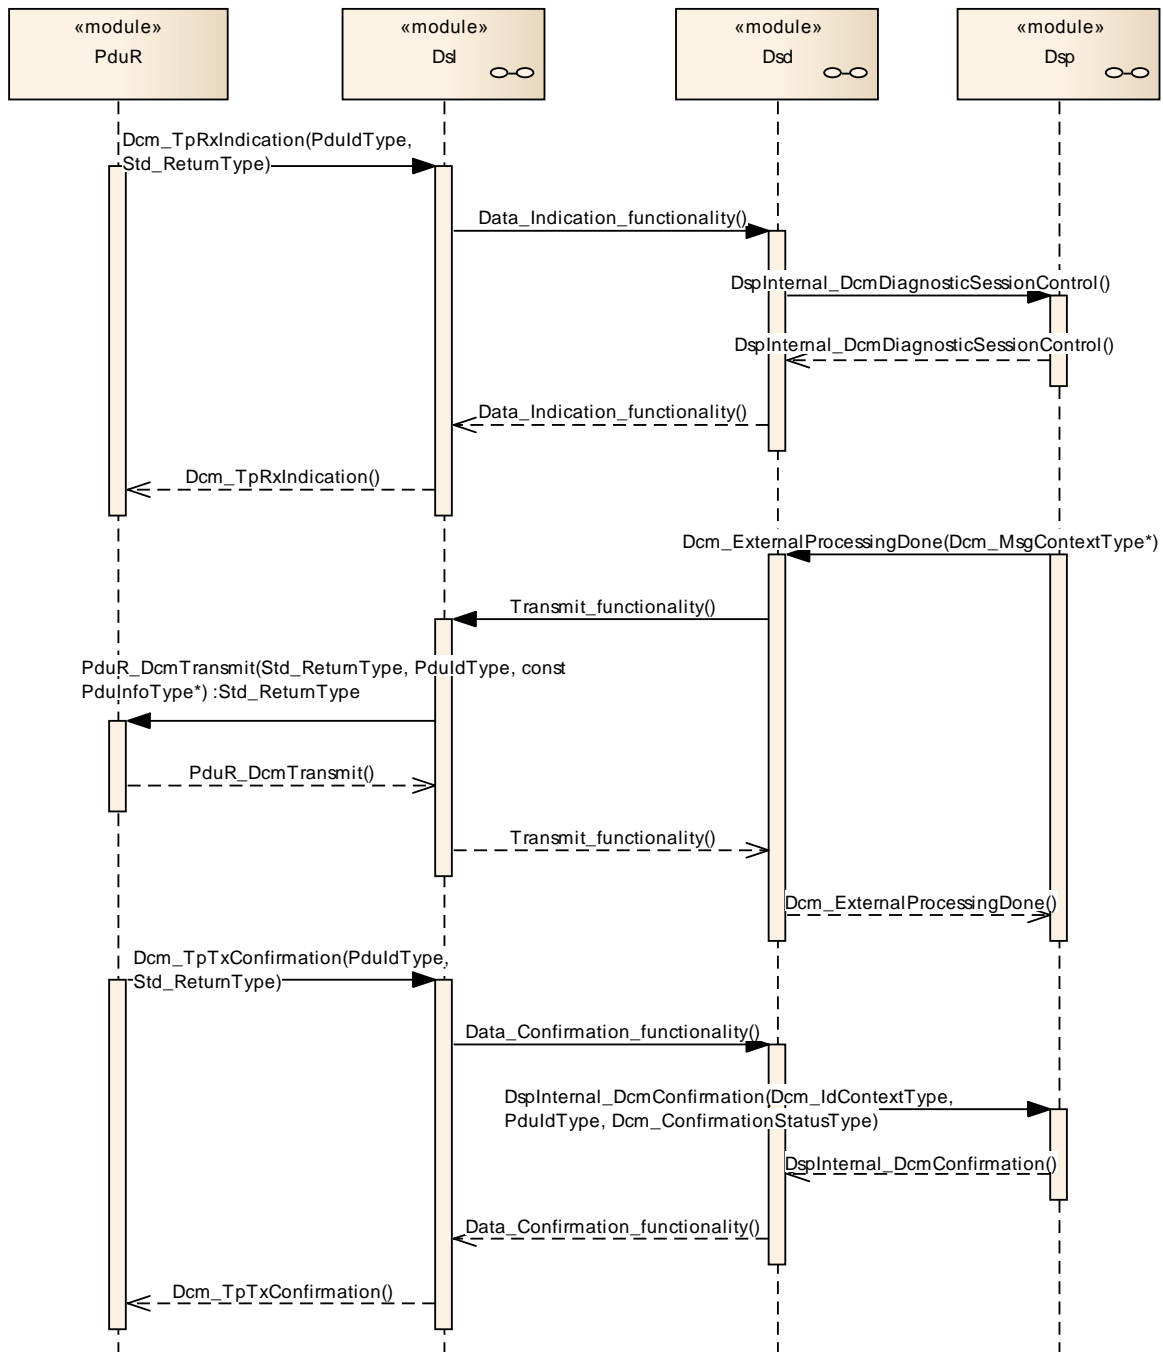 «module»
PduR
«module»
Dsl
«module»
Dsd
«module»
Dsp
Dcm_TpRxIndication(PduIdType,
Std_ReturnType)
Data_Indication_functionality()
DspInternal_DcmDiagnosticSessionControl()
DspInternal_DcmDiagnosticSessionControl()
Data_Indication_functionality()
Dcm_TpRxIndication()
Dcm_ExternalProcessingDone(Dcm_MsgContextType*)
Transmit_functionality()
PduR_DcmTransmit(Std_ReturnType, PduIdType, const
PduInfoType*) :Std_ReturnType
PduR_DcmTransmit()
Transmit_functionality()
Dcm_ExternalProcessingDone()
Dcm_TpTxConfirmation(PduIdType,
Std_ReturnType)
Data_Confirmation_functionality()
DspInternal_DcmConfirmation(Dcm_IdContextType,
PduIdType, Dcm_ConfirmationStatusType)
DspInternal_DcmConfirmation()
Data_Confirmation_functionality()
Dcm_TpTxConfirmation()